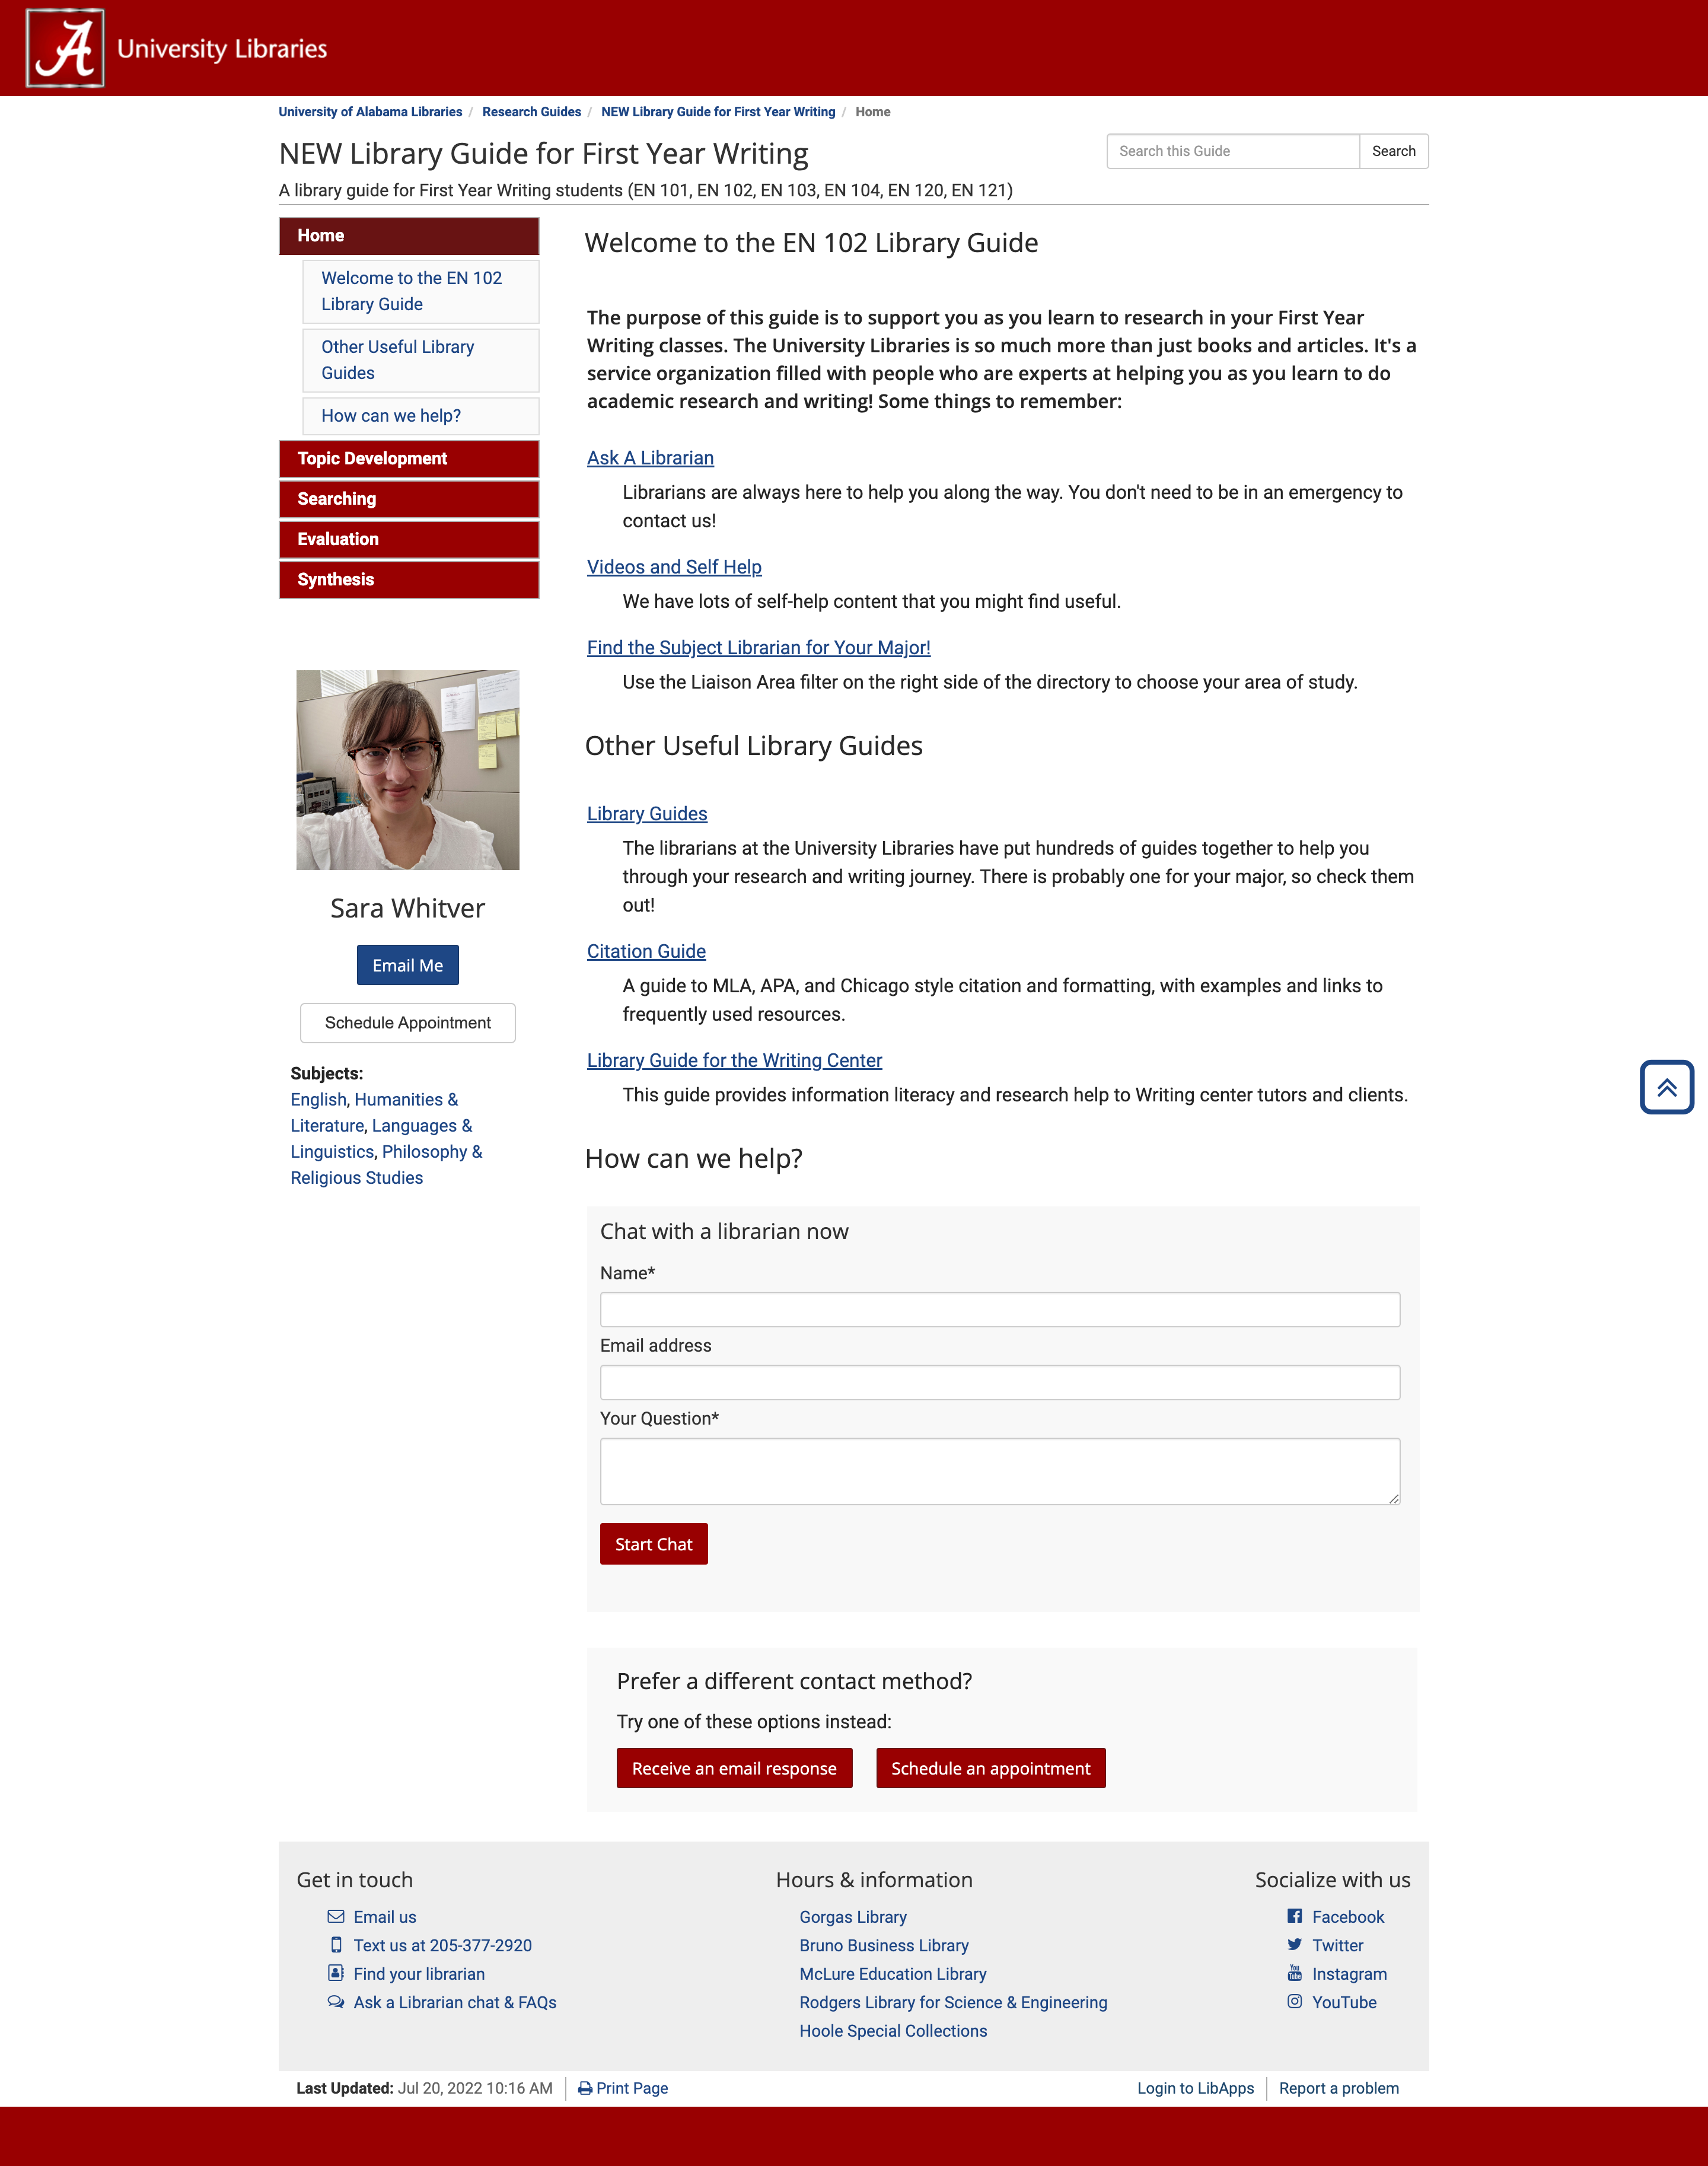 A University Libraries
University of Alabama Libraries / Research Guides / NEW Library Guide for First Year Writing / Home
NEW Library Guide for First Year Writing
Search this Guide
Search
A library guide for First Year Writing students (EN 101, EN 102, EN 103, EN 104, EN 120, EN 121)
Home
Welcome to the EN 102
Library Guide
Other Useful Library
Guides
How can we help?
Topic Development
Searching
Evaluation
Synthesis
Sara Whitver
Email Me
Schedule Appointment
Subjects:
English, Humanities &
Literature, Languages &
Linguistics, Philosophy &
Religious Studies
Welcome to the EN 102 Library Guide
The purpose of this guide is to support you as you learn to research in your First Year
Writing classes. The University Libraries is so much more than just books and articles. It's a
service organization filled with people who are experts at helping you as you learn to do
academic research and writing! Some things to remember:
Ask A Librarian
Librarians are always here to help you along the way. You don't need to be in an emergency to
contact us!
Videos and Self Help
We have lots of self-help content that you might find useful.
Find the Subject Librarian for Your Major!
Use the Liaison Area filter on the right side of the directory to choose your area of study.
Other Useful Library Guides
Library Guides
The librarians at the University Libraries have put hundreds of guides together to help you
through your research and writing journey. There is probably one for your major, so check them
out!
Citation Guide
A guide to MLA, APA, and Chicago style citation and formatting, with examples and links to
frequently used resources.
Library Guide for the Writing Center
This guide provides information literacy and research help to Writing center tutors and clients.
How can we help?
Chat with a librarian now
Name*
Email address
Your Question*
Start Chat
Prefer a different contact method?
Try one of these options instead:
Receive an email response
Schedule an appointment
Get in touch
Email us
Text us at 205-377-2920
Find your librarian
Ask a Librarian chat & FAQs
Hours & information
Gorgas Library
Bruno Business Library
McLure Education Library
Rodgers Library for Science & Engineering
Hoole Special Collections
Socialize with us
Facebook
Twitter
Instagram
YouTube
Last Updated: Jul 20, 2022 10:16 AM
Print Page
Login to LibApps
Report a problem